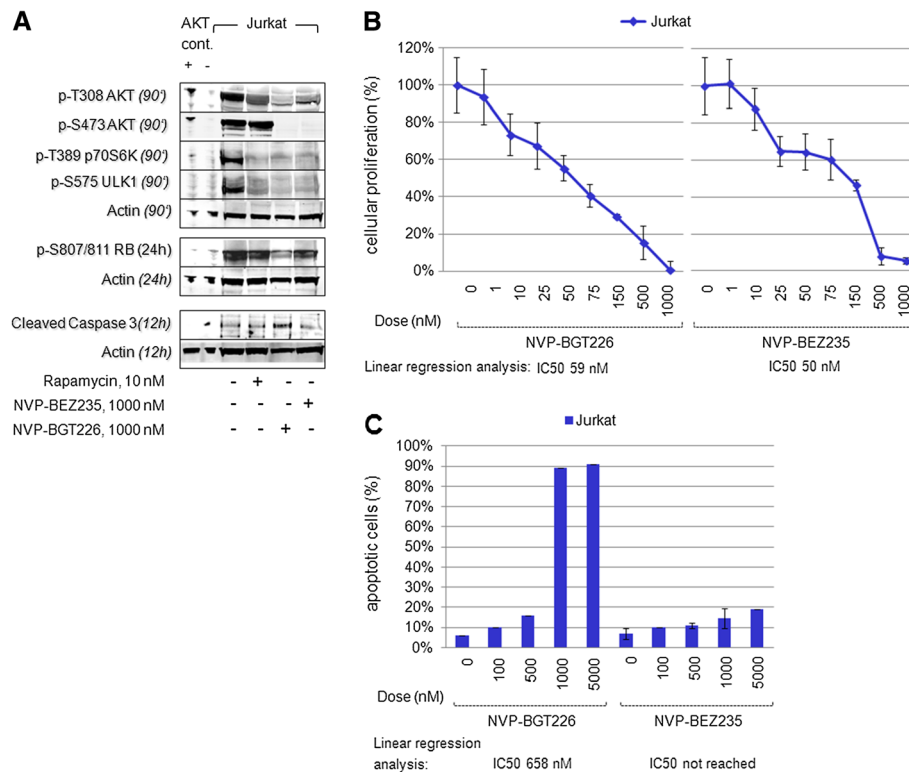 A
AKT
cont.
Jurkat
+ -
p-T308 AKT (90')
p-S473AKT (90')
p-T389 p70S6K (90')
p-S575 ULK1 (90')
Actin (90')
p-S807/811 RB (24h)
Actin (24h)
Cleaved Caspase 3(12h)
Actin (12h)
Rapamycin, 10 nM - + - -
NVP-BEZ235, 1000 nM - - - +
NVP-BGT226, 1000 nM - - + -
B
Jurkat
cellular proliferation (%)
120%
100%
80%
60%
40%
20%
0%
Dose (nM)
0 1 10 25 50 75 150 500 1000
0 1 10 25 50 75 150 500 1000
NVP-BGT226 NVP-BEZ235
Linear regression analysis: IC50 59 nM IC50 50 nM
C
Jurkat
apoptotic cells (%)
100%
90%
80%
70%
60%
50%
40%
30%
20%
10%
0%
Dose (nM)
0 100 500 1000 5000
0 100 500 1000 5000
NVP-BGT226 NVP-BEZ235
Linear regression
analysis: IC50 658 nM IC50 not reached